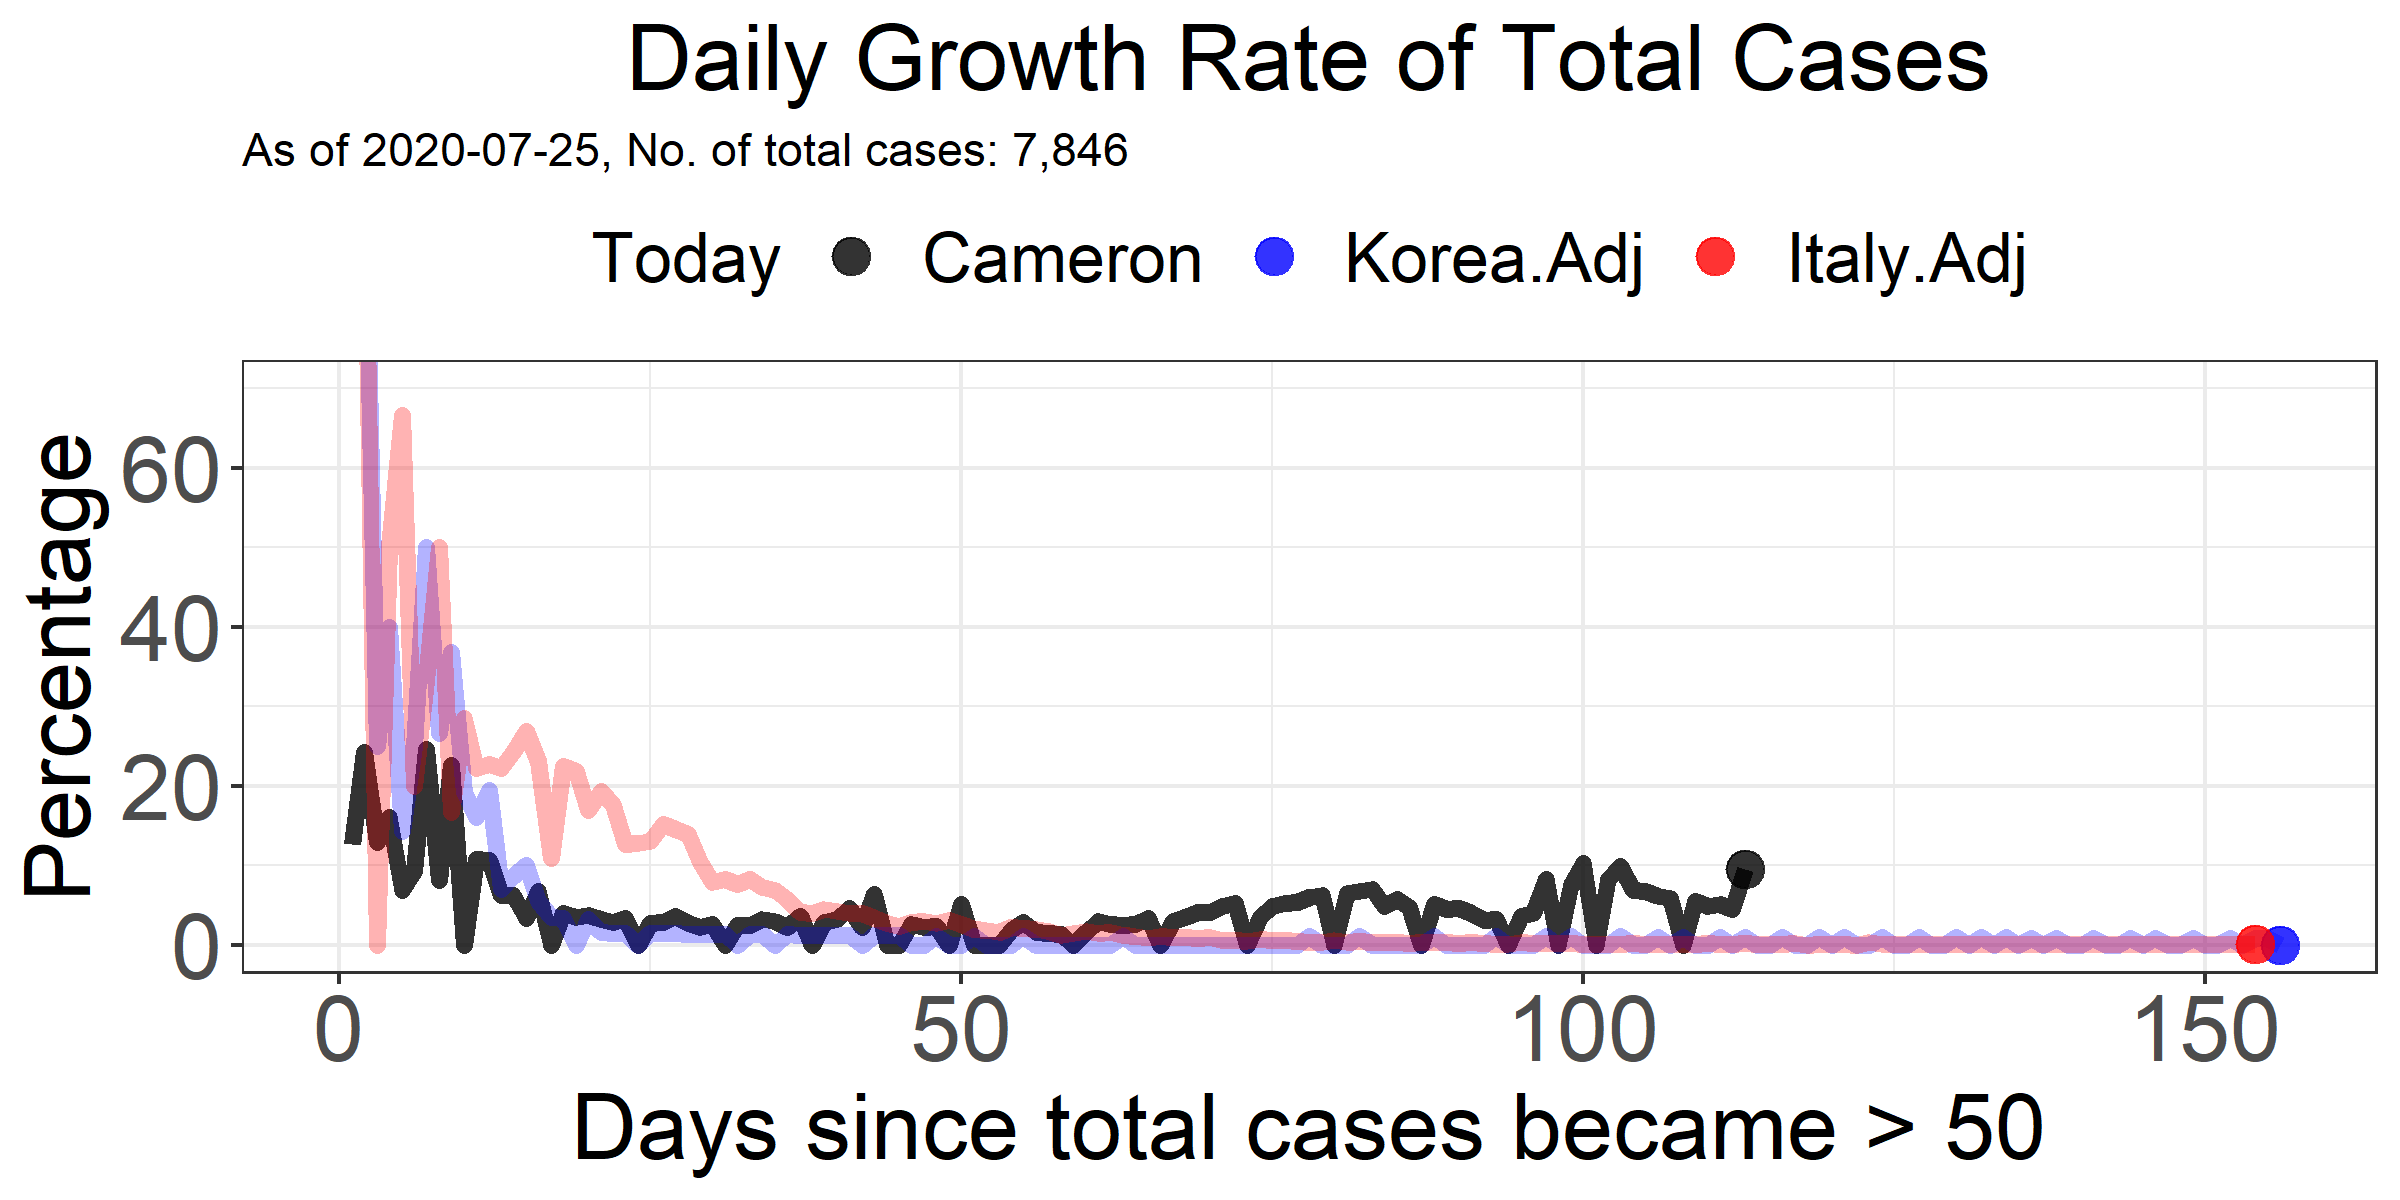 Daily Growth Rate of Total Cases
As of 2020-07-25, No. of total cases: 7,846
Today Cameron Korea.Adj Italy.Adj
Percentage
60
40
20
0
0 50 100 150
Days since total cases became > 50